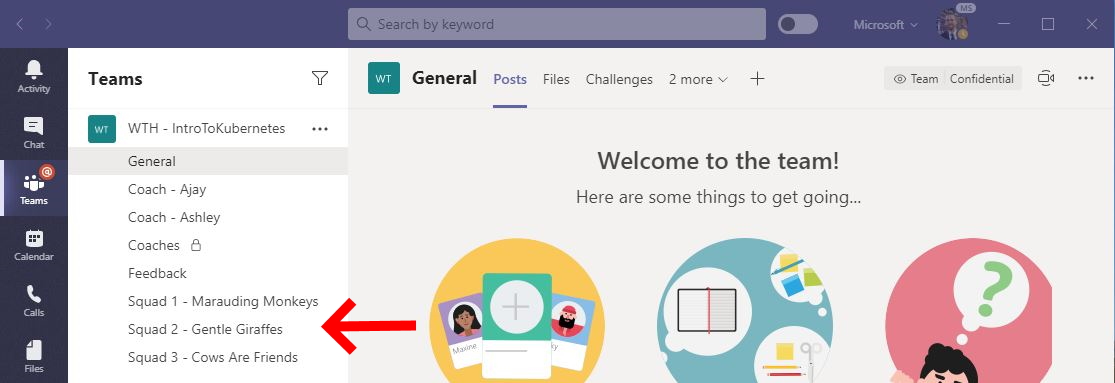 Search by keyword
Microsoft
MS
Activity
Chat
@
Teams
Calendar
Calls
Files
Teams
WT WTH - IntroToKubernetes
General
Coach - Ajay
Coach - Ashley
Coaches
Feedback
Squad 1 - Marauding Monkeys
Squad 2 - Gentle Giraffes
Squad 3 - Cows Are Friends
WT General Posts Files Challenges 2 more
Team Confidential
Welcome to the team!
Here are some things to get going...
Maxine